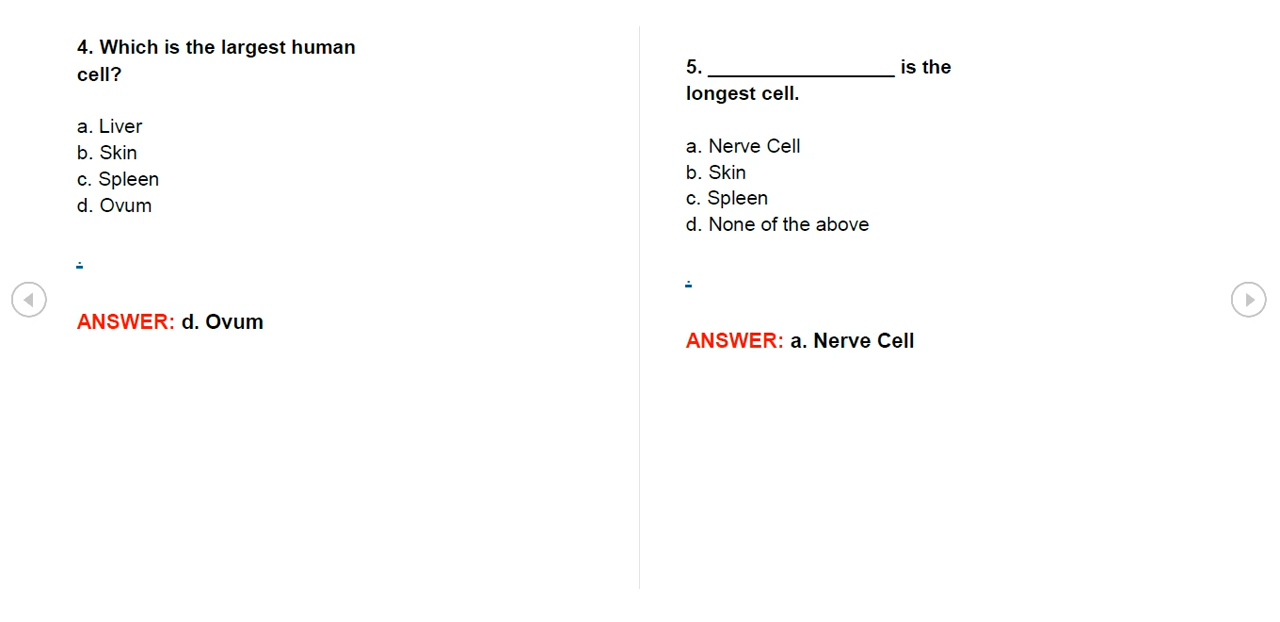 4. Which is the largest human
cell?
a. Liver
b. Skin
c. Spleen
d. Ovum
.
ANSWER: d. Ovum
5. _________________ is the
longest cell.
a. Nerve Cell
b. Skin
c. Spleen
d. None of the above
.
ANSWER: a. Nerve Cell